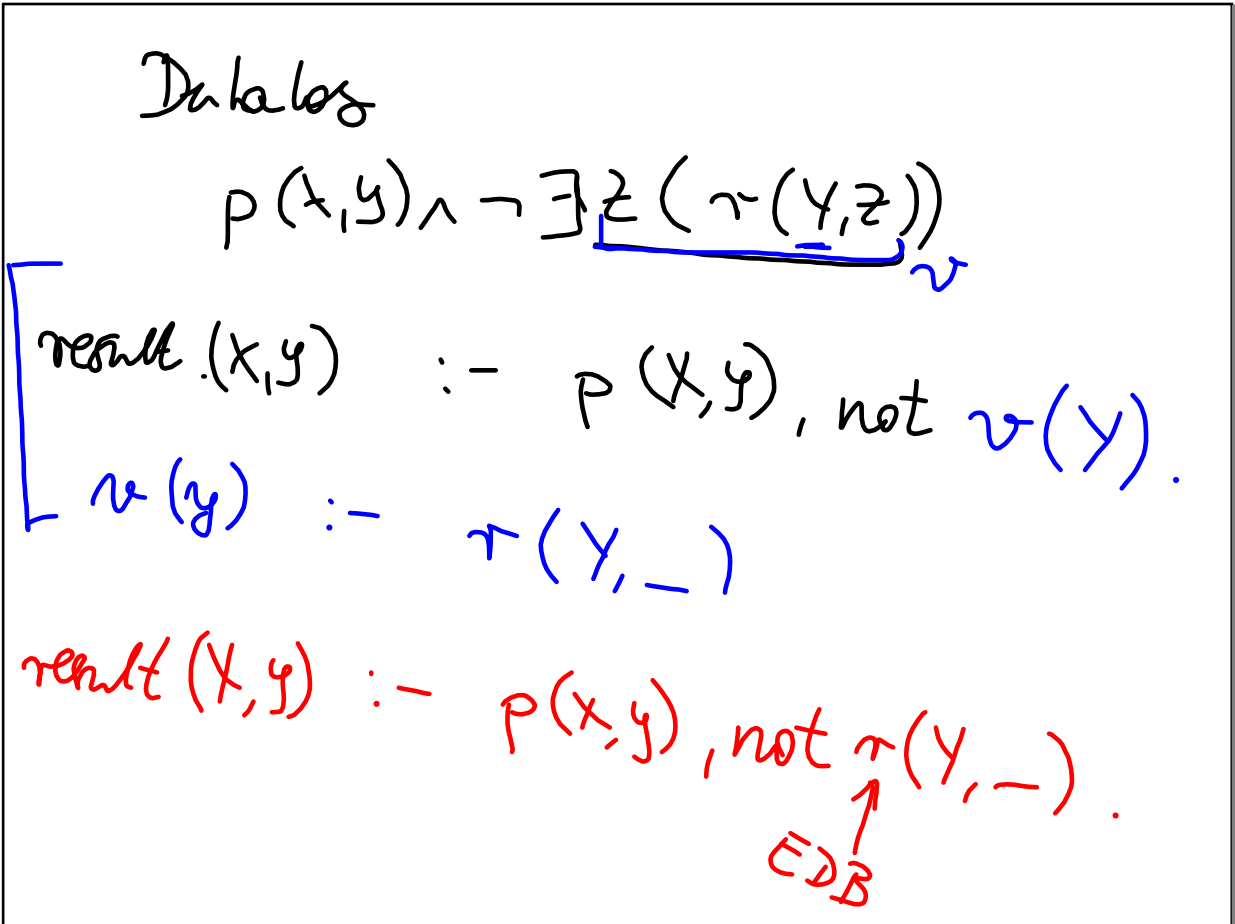 Datalog
p(X,y) ∧ ¬ ∃z(r(Y,z))
v
result(X,y) :- p(X,y), not v(Y).
v(y) :- r(Y,_)
result(X,y) :- p(X,y), not r(Y,_).
EDB